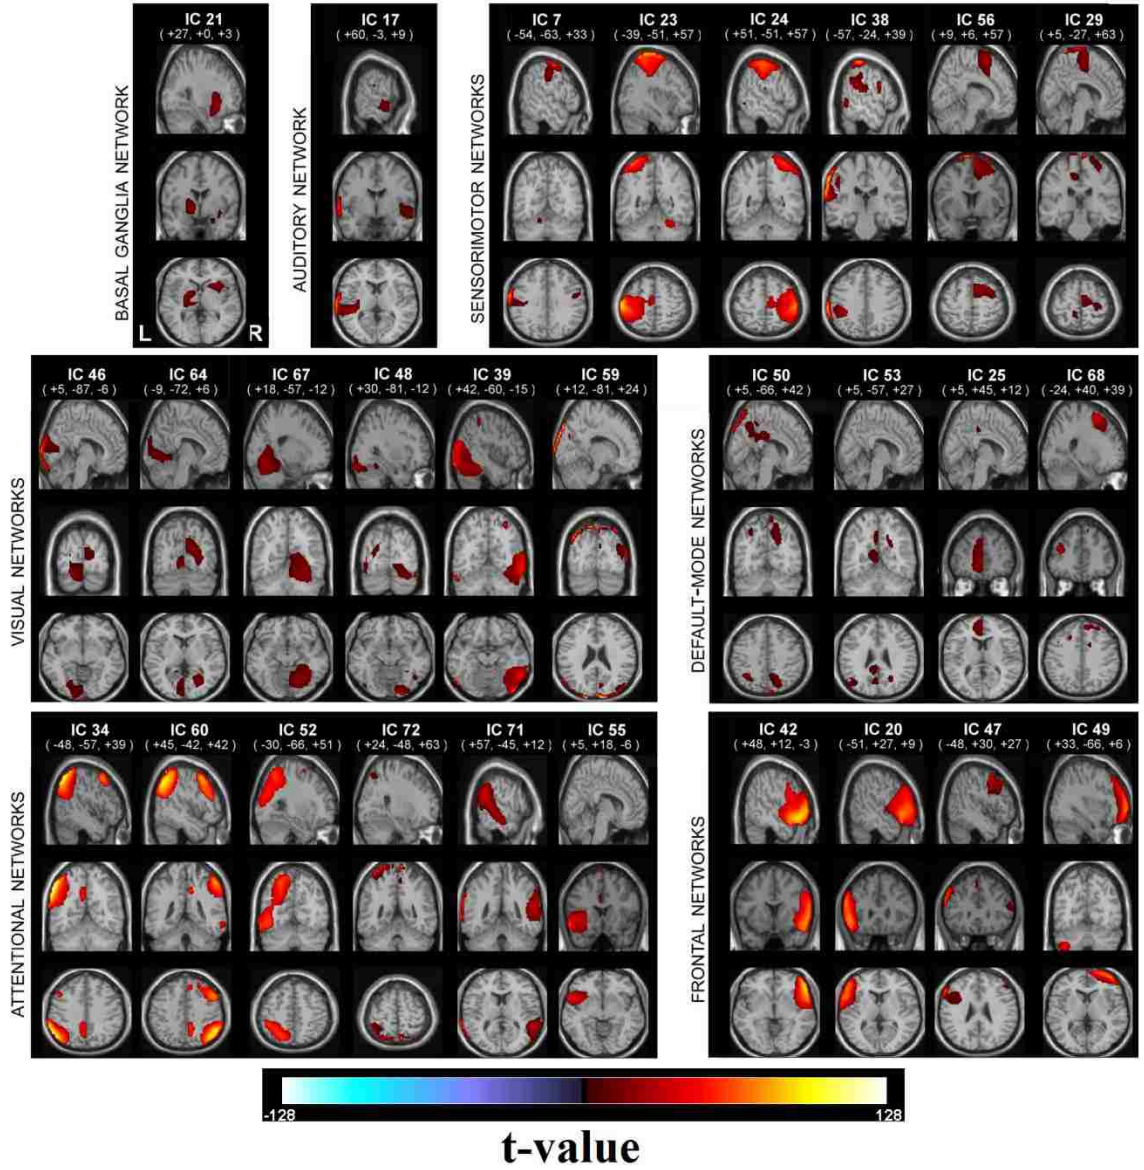 IC 21
( +27, +0, +3 )
BASAL GANGLIA NETWORK
L R
IC 17
( +60, -3, +9 )
AUDITORY NETWORK
IC 7 IC 23 IC 24 IC 38 IC 56 IC 29
( -54, -63, +33 ) ( -39, -51, +57 ) ( +51, -51, +57 ) ( -57, -24, +39 ) ( +9, +6, +57 ) ( +5, -27, +63 )
SENSORIMOTOR NETWORKS
IC 46 IC 64 IC 67 IC 48 IC 39 IC 59
( +5, -87, -6 ) ( -9, -72, +6 ) ( +18, -57, -12 ) ( +30, -81, -12 ) ( +42, -60, -15 ) ( +12, -81, +24 )
VISUAL NETWORKS
IC 50 IC 53 IC 25 IC 68
( +5, -66, +42 ) ( +5, -57, +27 ) ( +5, +45, +12 ) ( -24, +40, +39 )
DEFAULT-MODE NETWORKS
IC 34 IC 60 IC 52 IC 72 IC 71 IC 55
( -48, -57, +39 ) ( +45, -42, +42 ) ( -30, -66, +51 ) ( +24, -48, +63 ) ( +57, -45, +12 ) ( +5, +18, -6 )
ATTENTIONAL NETWORKS
IC 42 IC 20 IC 47 IC 49
( +48, +12, -3 ) ( -51, +27, +9 ) ( -48, +30, +27 ) ( +33, -66, +6 )
FRONTAL NETWORKS
-128 128
t-value